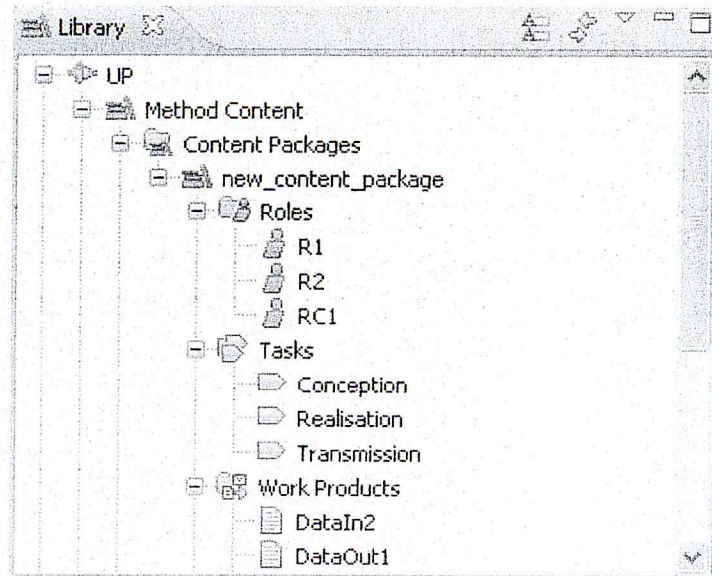 Library
UP
Method Content
Content Packages
new_content_package
Roles
R1
R2
RC1
Tasks
Conception
Realisation
Transmission
Work Products
DataIn2
DataOut1